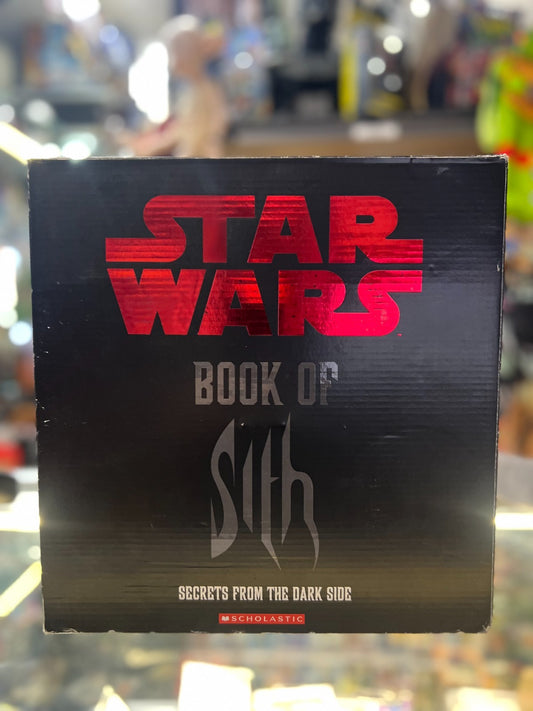 STAR
WARS
BOOK OF
Sith
SECRETS FROM THE DARK SIDE
SCHOLASTIC